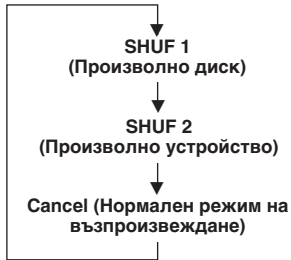 SHUF 1
(Произволно диск)
SHUF 2
(Произволно устройство)
Cancel (Нормален режим на
възпроизвеждане)